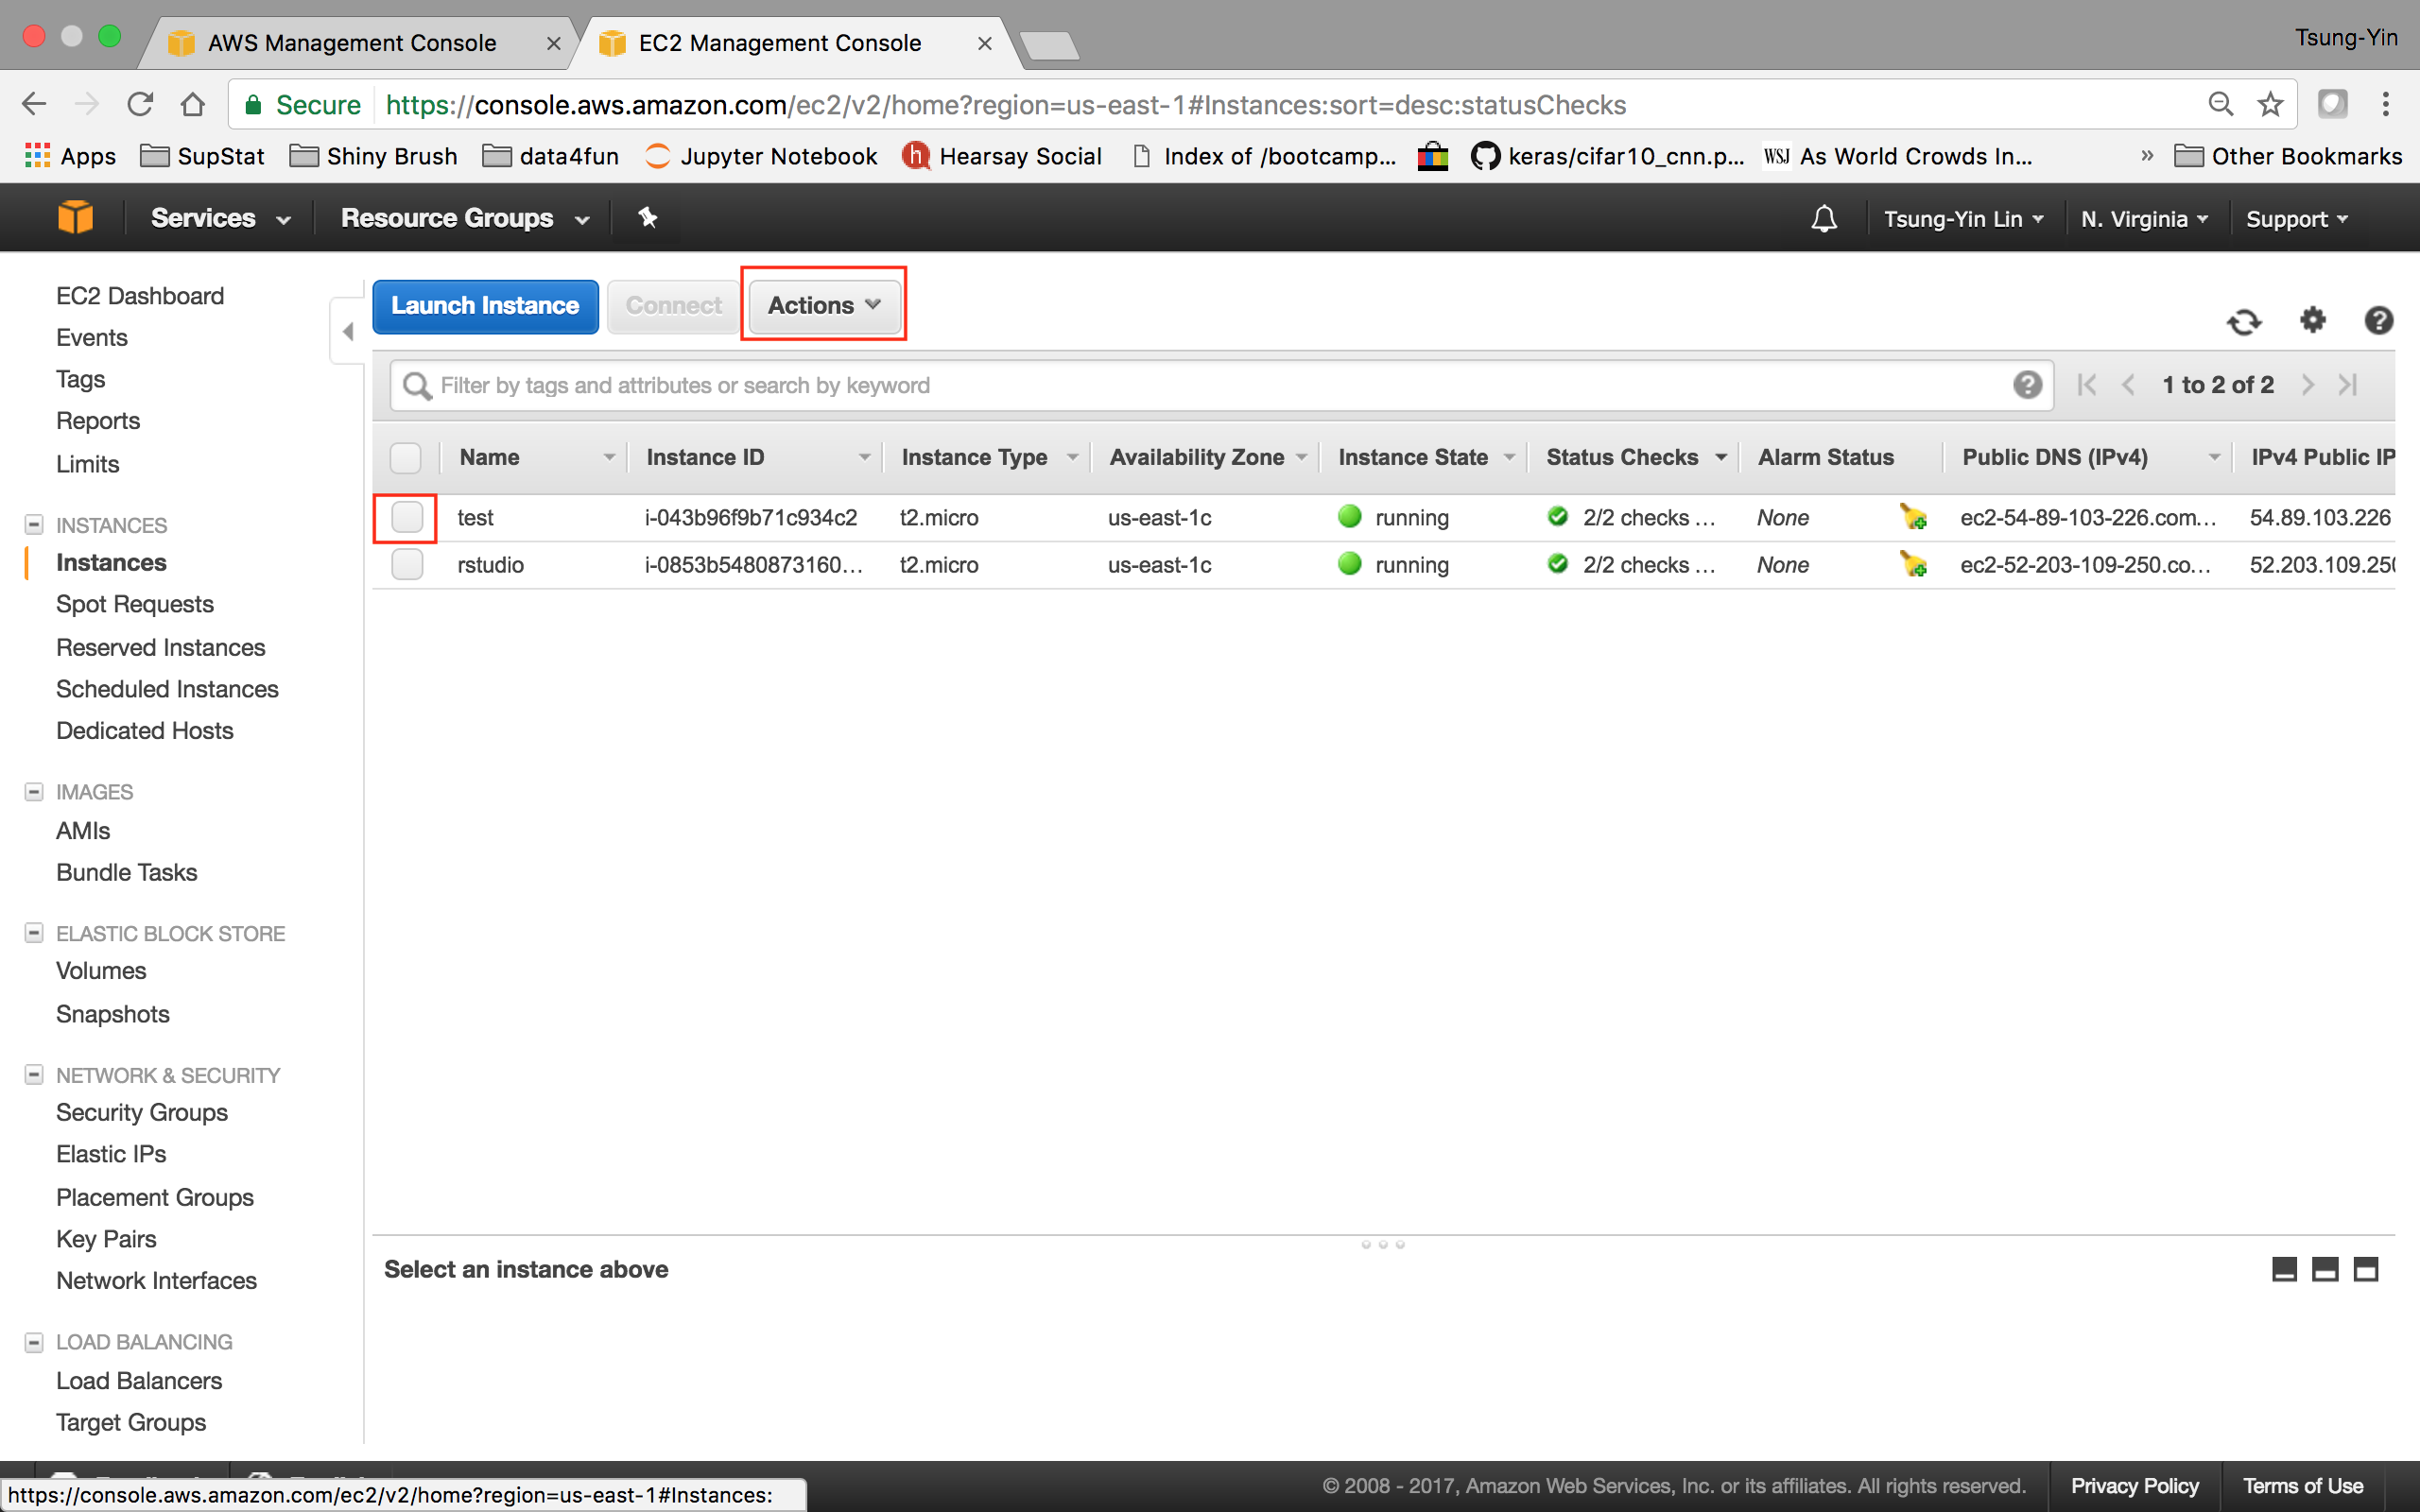 AWS Management Console
EC2 Management Console
Tsung-Yin
Secure https://console.aws.amazon.com/ec2/v2/home?region=us-east-1#Instances:sort=desc:statusChecks
Apps SupStat Shiny Brush data4fun Jupyter Notebook Hearsay Social Index of /bootcamp... keras/cifar10_cnn.p... WSJ As World Crowds In... » Other Bookmarks
Services Resource Groups Tsung-Yin Lin N. Virginia Support
EC2 Dashboard
Events
Tags
Reports
Limits
INSTANCES
Instances
Spot Requests
Reserved Instances
Scheduled Instances
Dedicated Hosts
IMAGES
AMIs
Bundle Tasks
ELASTIC BLOCK STORE
Volumes
Snapshots
NETWORK & SECURITY
Security Groups
Elastic IPs
Placement Groups
Key Pairs
Network Interfaces
LOAD BALANCING
Load Balancers
Target Groups
Launch Instance Connect Actions
Filter by tags and attributes or search by keyword
1 to 2 of 2
Name Instance ID Instance Type Availability Zone Instance State Status Checks Alarm Status Public DNS (IPv4) IPv4 Public IP
test i-043b96f9b71c934c2 t2.micro us-east-1c running 2/2 checks ... None ec2-54-89-103-226.com... 54.89.103.226
rstudio i-0853b5480873160... t2.micro us-east-1c running 2/2 checks ... None ec2-52-203-109-250.co... 52.203.109.250
Select an instance above
© 2008 - 2017, Amazon Web Services, Inc. or its affiliates. All rights reserved. Privacy Policy Terms of Use
https://console.aws.amazon.com/ec2/v2/home?region=us-east-1#Instances: